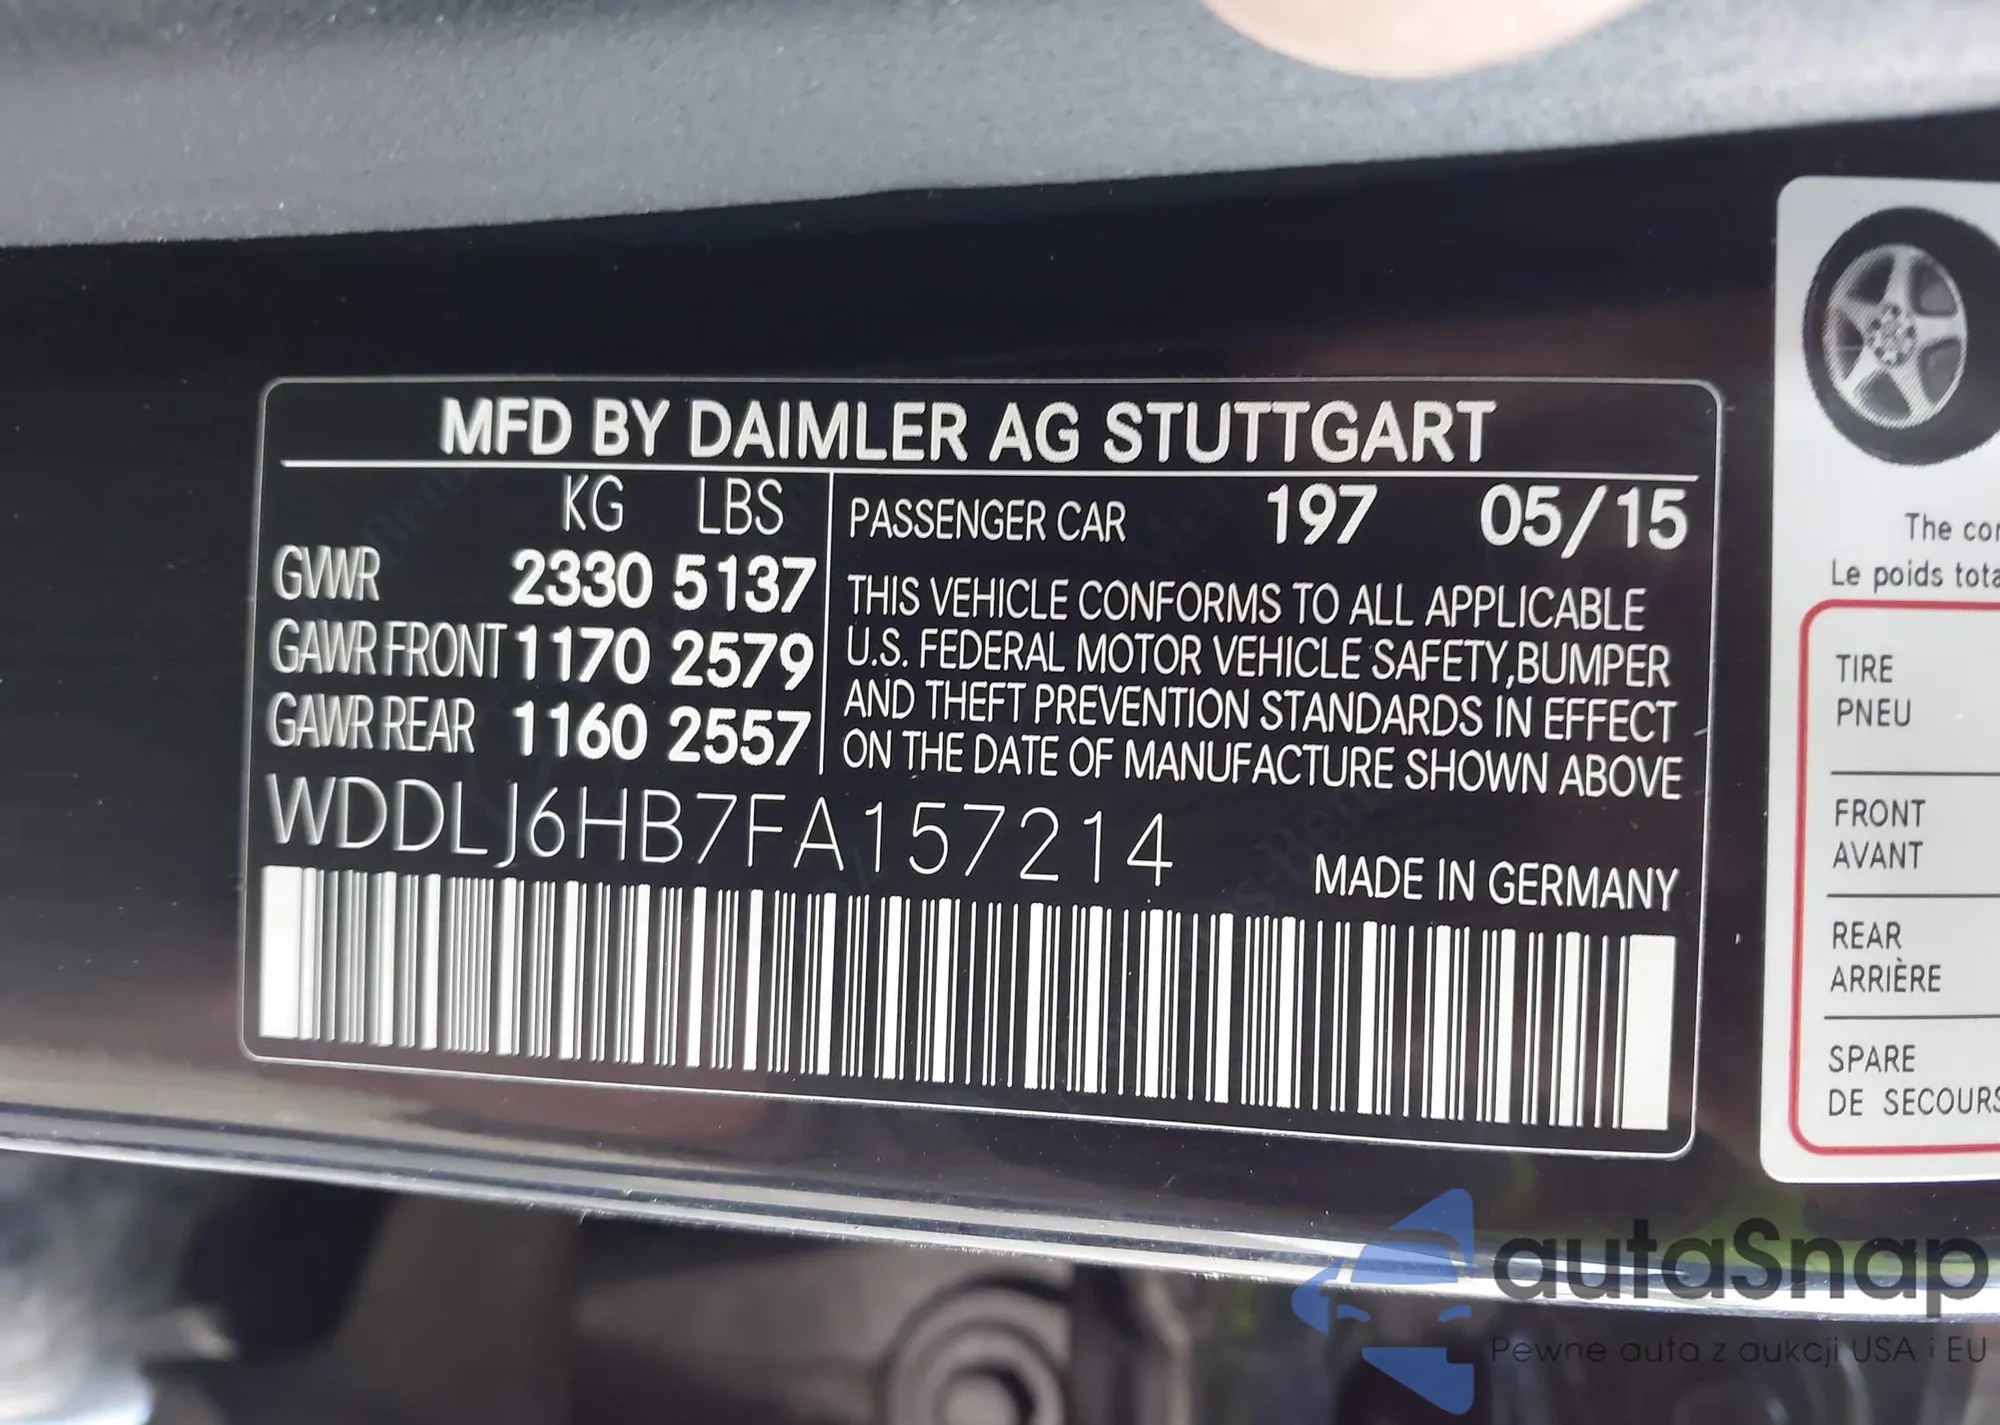 MFD BY DAIMLER AG STUTTGART
KG LBS
GVWR 2330 5137
GAWR FRONT 1170 2579
GAWR REAR 1160 2557
PASSENGER CAR 197 05/15
THIS VEHICLE CONFORMS TO ALL APPLICABLE
U.S. FEDERAL MOTOR VEHICLE SAFETY,BUMPER
AND THEFT PREVENTION STANDARDS IN EFFECT
ON THE DATE OF MANUFACTURE SHOWN ABOVE
WDDLJ6HB7FA157214
MADE IN GERMANY
The
Le poids
TIRE
PNEU
FRONT
AVANT
REAR
ARRIÈRE
SPARE
DE SECOURS
autaSnap
Pewne auta z aukcji USA i EU